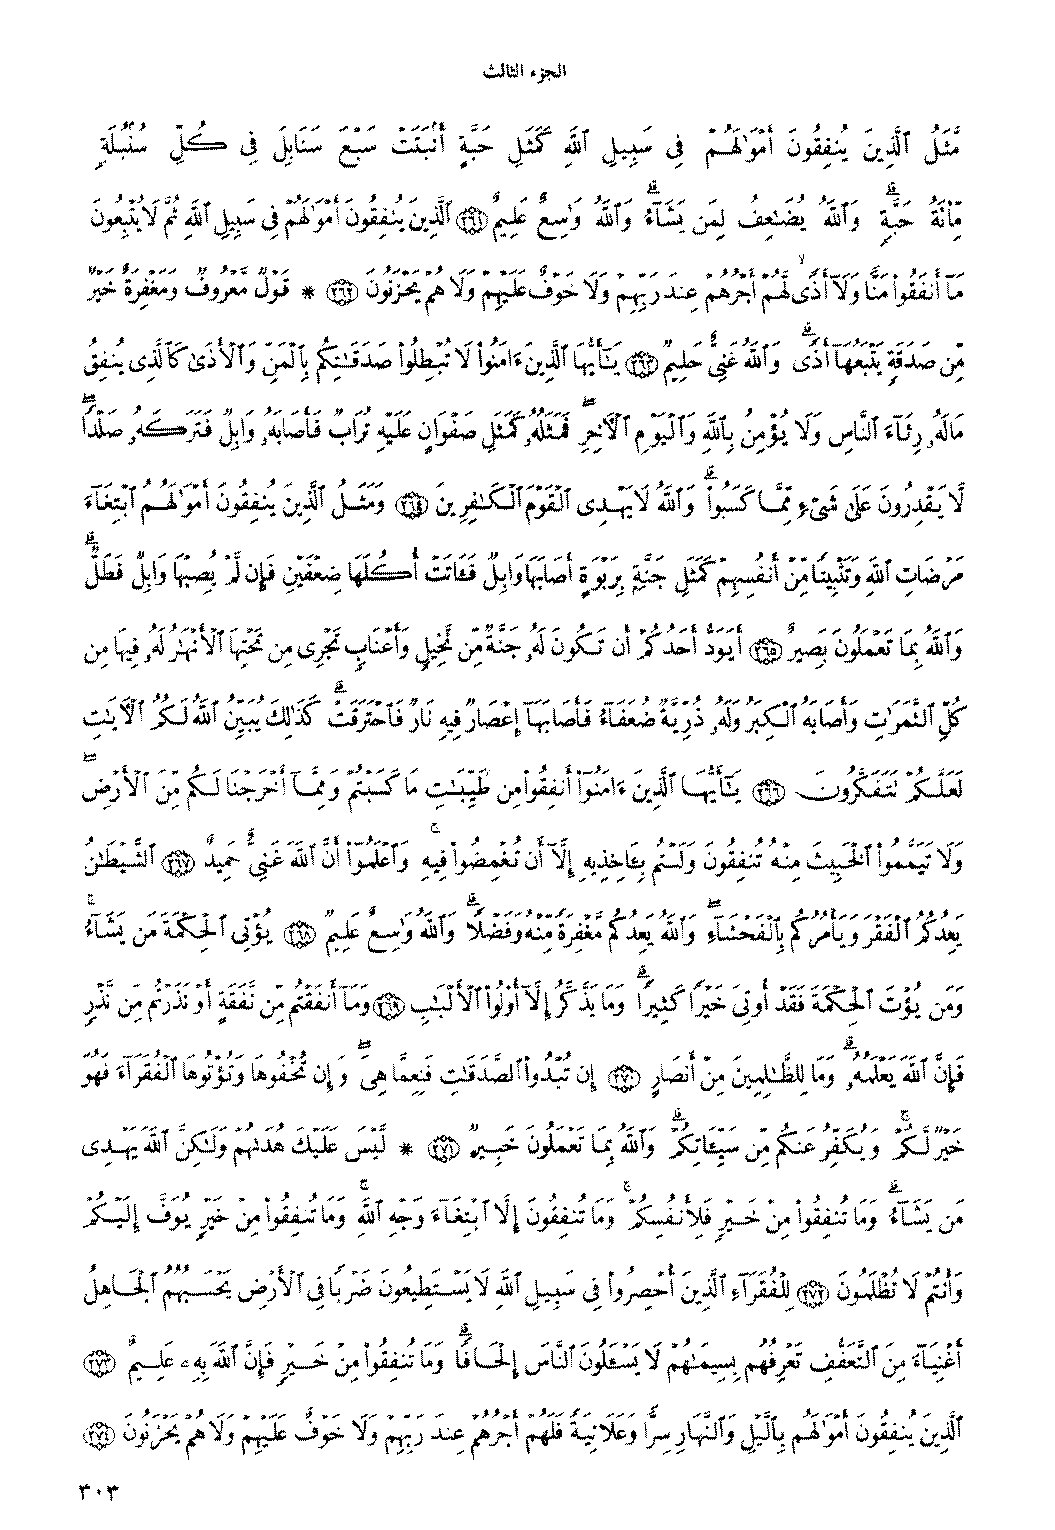 الجزء الثالث
مَّثَلُ ٱلَّذِينَ يُنفِقُونَ أَمْوَٰلَهُمْ فِى سَبِيلِ ٱللَّهِ كَمَثَلِ حَبَّةٍ أَنۢبَتَتْ سَبْعَ سَنَابِلَ فِى كُلِّ سُنۢبُلَةٍ
مِّا۟ئَةُ حَبَّةٍ ۗ وَٱللَّهُ يُضَٰعِفُ لِمَن يَشَآءُ ۗ وَٱللَّهُ وَٰسِعٌ عَلِيمٌ ﴿٢٦١﴾ ٱلَّذِينَ يُنفِقُونَ أَمْوَٰلَهُمْ فِى سَبِيلِ ٱللَّهِ ثُمَّ لَا يُتْبِعُونَ
مَآ أَنفَقُوا۟ مَنًّا وَلَآ أَذًى ۙ لَّهُمْ أَجْرُهُمْ عِندَ رَبِّهِمْ وَلَا خَوْفٌ عَلَيْهِمْ وَلَا هُمْ يَحْزَنُونَ ﴿٢٦٢﴾ * قَوْلٌ مَّعْرُوفٌ وَمَغْفِرَةٌ خَيْرٌ
مِّن صَدَقَةٍ يَتْبَعُهَآ أَذًى ۗ وَٱللَّهُ غَنِىٌّ حَلِيمٌ ﴿٢٦٣﴾ يَٰٓأَيُّهَا ٱلَّذِينَ ءَامَنُوا۟ لَا تُبْطِلُوا۟ صَدَقَٰتِكُم بِٱلْمَنِّ وَٱلْأَذَىٰ كَٱلَّذِى يُنفِقُ
مَالَهُۥ رِئَآءَ ٱلنَّاسِ وَلَا يُؤْمِنُ بِٱللَّهِ وَٱلْيَوْمِ ٱلْءَاخِرِ ۖ فَمَثَلُهُۥ كَمَثَلِ صَفْوَانٍ عَلَيْهِ تُرَابٌ فَأَصَابَهُۥ وَابِلٌ فَتَرَكَهُۥ صَلْدًا ۖ
لَّا يَقْدِرُونَ عَلَىٰ شَىْءٍ مِّمَّا كَسَبُوا۟ ۗ وَٱللَّهُ لَا يَهْدِى ٱلْقَوْمَ ٱلْكَٰفِرِينَ ﴿٢٦٤﴾ وَمَثَلُ ٱلَّذِينَ يُنفِقُونَ أَمْوَٰلَهُمُ ٱبْتِغَآءَ
مَرْضَاتِ ٱللَّهِ وَتَثْبِيتًا مِّنْ أَنفُسِهِمْ كَمَثَلِ جَنَّةٍۭ بِرَبْوَةٍ أَصَابَهَا وَابِلٌ فَـَٔاتَتْ أُكُلَهَا ضِعْفَيْنِ فَإِن لَّمْ يُصِبْهَا وَابِلٌ فَطَلٌّ ۗ
وَٱللَّهُ بِمَا تَعْمَلُونَ بَصِيرٌ ﴿٢٦٥﴾ أَيَوَدُّ أَحَدُكُمْ أَن تَكُونَ لَهُۥ جَنَّةٌ مِّن نَّخِيلٍ وَأَعْنَابٍ تَجْرِى مِن تَحْتِهَا ٱلْأَنْهَٰرُ لَهُۥ فِيهَا مِن
كُلِّ ٱلثَّمَرَٰتِ وَأَصَابَهُ ٱلْكِبَرُ وَلَهُۥ ذُرِّيَّةٌ ضُعَفَآءُ فَأَصَابَهَآ إِعْصَارٌ فِيهِ نَارٌ فَٱحْتَرَقَتْ ۗ كَذَٰلِكَ يُبَيِّنُ ٱللَّهُ لَكُمُ ٱلْءَايَٰتِ
لَعَلَّكُمْ تَتَفَكَّرُونَ ﴿٢٦٦﴾ يَٰٓأَيُّهَا ٱلَّذِينَ ءَامَنُوٓا۟ أَنفِقُوا۟ مِن طَيِّبَٰتِ مَا كَسَبْتُمْ وَمِمَّآ أَخْرَجْنَا لَكُم مِّنَ ٱلْأَرْضِ ۖ
وَلَا تَيَمَّمُوا۟ ٱلْخَبِيثَ مِنْهُ تُنفِقُونَ وَلَسْتُم بِـَٔاخِذِيهِ إِلَّآ أَن تُغْمِضُوا۟ فِيهِ ۚ وَٱعْلَمُوٓا۟ أَنَّ ٱللَّهَ غَنِىٌّ حَمِيدٌ ﴿٢٦٧﴾ ٱلشَّيْطَٰنُ
يَعِدُكُمُ ٱلْفَقْرَ وَيَأْمُرُكُم بِٱلْفَحْشَآءِ ۖ وَٱللَّهُ يَعِدُكُم مَّغْفِرَةً مِّنْهُ وَفَضْلًا ۗ وَٱللَّهُ وَٰسِعٌ عَلِيمٌ ﴿٢٦٨﴾ يُؤْتِى ٱلْحِكْمَةَ مَن يَشَآءُ ۚ
وَمَن يُؤْتَ ٱلْحِكْمَةَ فَقَدْ أُوتِىَ خَيْرًا كَثِيرًا ۗ وَمَا يَذَّكَّرُ إِلَّآ أُو۟لُوا۟ ٱلْأَلْبَٰبِ ﴿٢٦٩﴾ وَمَآ أَنفَقْتُم مِّن نَّفَقَةٍ أَوْ نَذَرْتُم مِّن نَّذْرٍ
فَإِنَّ ٱللَّهَ يَعْلَمُهُۥ ۗ وَمَا لِلظَّٰلِمِينَ مِنْ أَنصَارٍ ﴿٢٧٠﴾ إِن تُبْدُوا۟ ٱلصَّدَقَٰتِ فَنِعِمَّا هِىَ ۖ وَإِن تُخْفُوهَا وَتُؤْتُوهَا ٱلْفُقَرَآءَ فَهُوَ
خَيْرٌ لَّكُمْ ۚ وَيُكَفِّرُ عَنكُم مِّن سَيِّـَٔاتِكُمْ ۗ وَٱللَّهُ بِمَا تَعْمَلُونَ خَبِيرٌ ﴿٢٧١﴾ * لَّيْسَ عَلَيْكَ هُدَىٰهُمْ وَلَٰكِنَّ ٱللَّهَ يَهْدِى
مَن يَشَآءُ ۗ وَمَا تُنفِقُوا۟ مِنْ خَيْرٍ فَلِأَنفُسِكُمْ ۚ وَمَا تُنفِقُونَ إِلَّا ٱبْتِغَآءَ وَجْهِ ٱللَّهِ ۚ وَمَا تُنفِقُوا۟ مِنْ خَيْرٍ يُوَفَّ إِلَيْكُمْ
وَأَنتُمْ لَا تُظْلَمُونَ ﴿٢٧٢﴾ لِلْفُقَرَآءِ ٱلَّذِينَ أُحْصِرُوا۟ فِى سَبِيلِ ٱللَّهِ لَا يَسْتَطِيعُونَ ضَرْبًا فِى ٱلْأَرْضِ يَحْسَبُهُمُ ٱلْجَاهِلُ
أَغْنِيَآءَ مِنَ ٱلتَّعَفُّفِ تَعْرِفُهُم بِسِيمَٰهُمْ لَا يَسْـَٔلُونَ ٱلنَّاسَ إِلْحَافًا ۗ وَمَا تُنفِقُوا۟ مِنْ خَيْرٍ فَإِنَّ ٱللَّهَ بِهِۦ عَلِيمٌ ﴿٢٧٣﴾
ٱلَّذِينَ يُنفِقُونَ أَمْوَٰلَهُم بِٱلَّيْلِ وَٱلنَّهَارِ سِرًّا وَعَلَانِيَةً فَلَهُمْ أَجْرُهُمْ عِندَ رَبِّهِمْ وَلَا خَوْفٌ عَلَيْهِمْ وَلَا هُمْ يَحْزَنُونَ ﴿٢٧٤﴾
٣٠٣